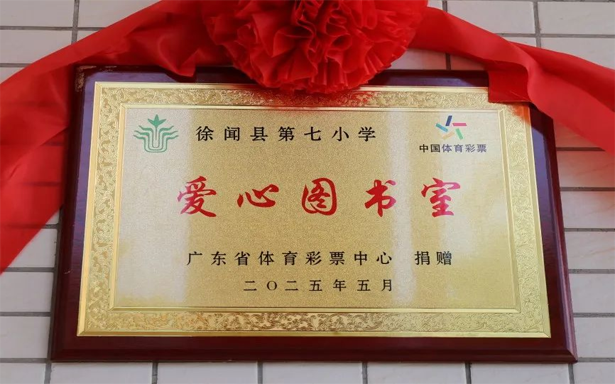 徐闻县第七小学
中国体育彩票
爱心图书室
广东省体育彩票中心 捐赠
二〇二五年五月